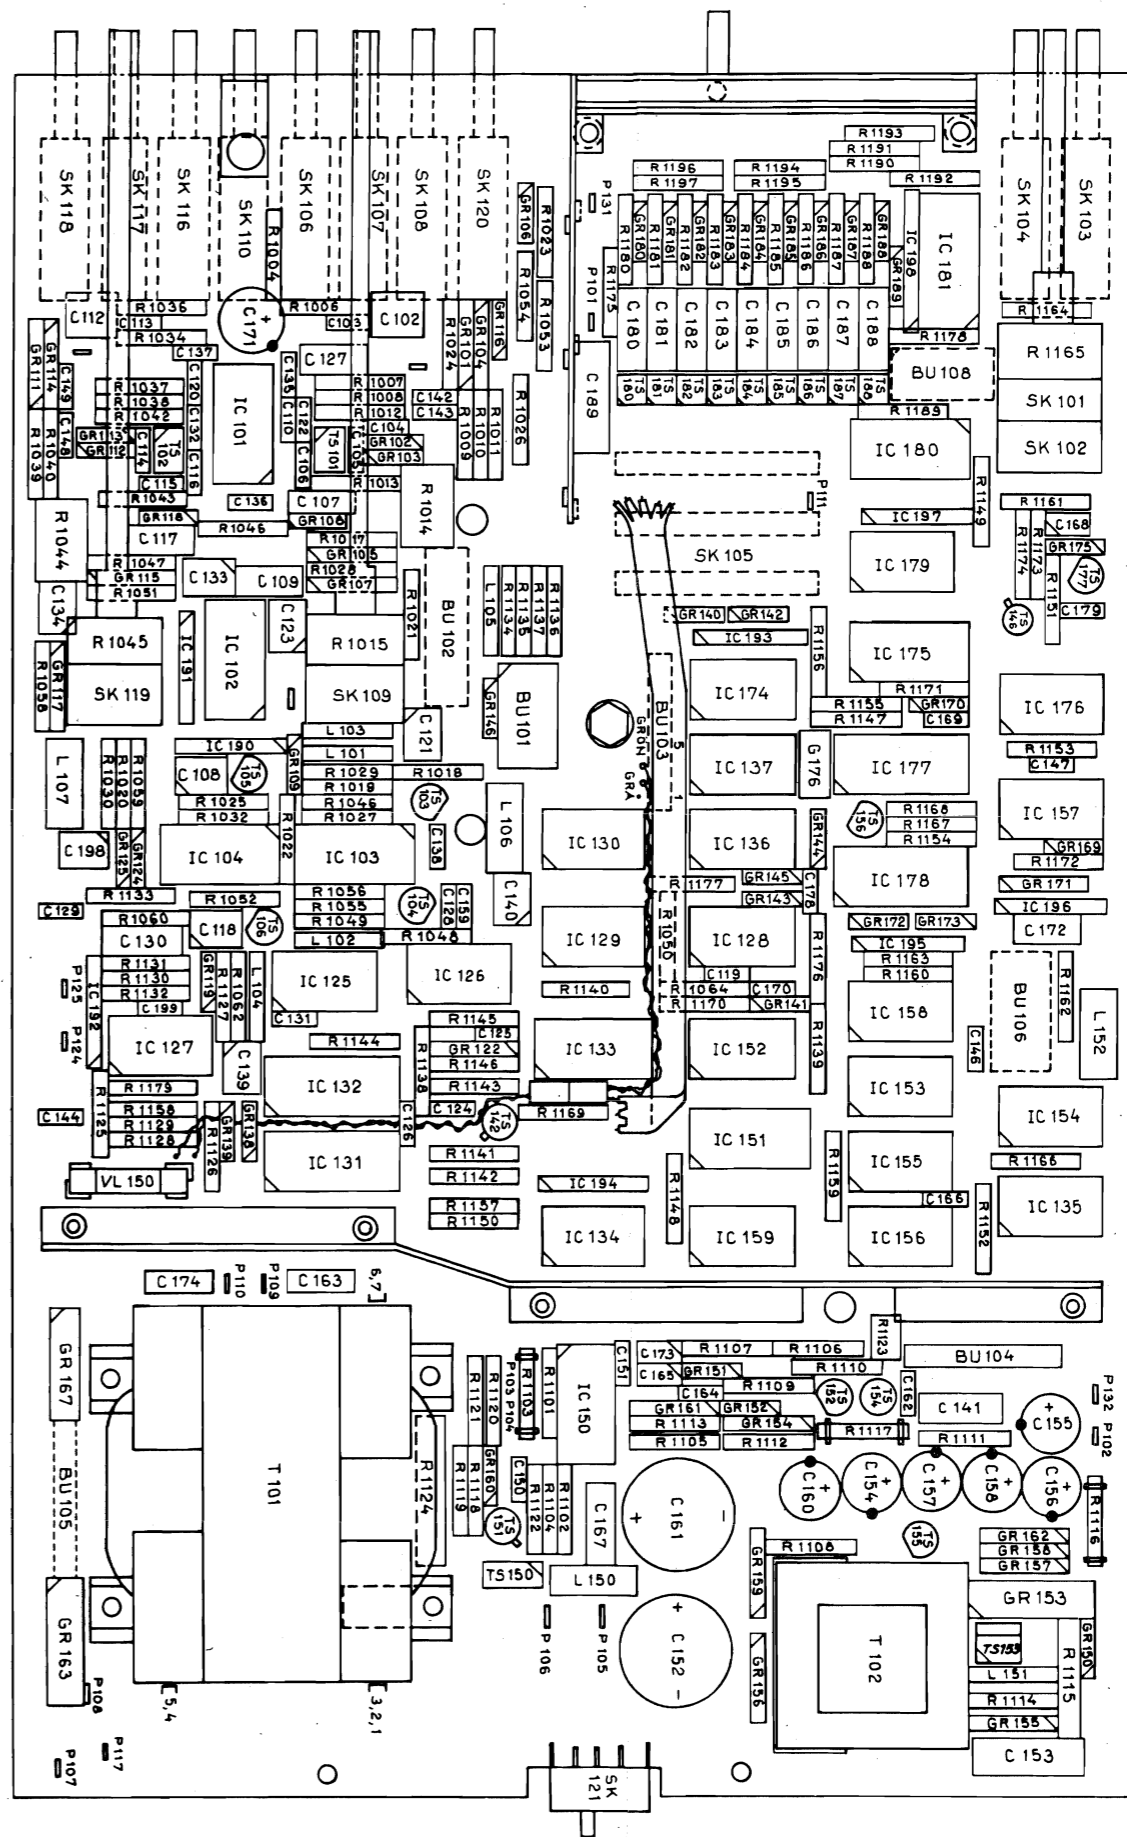 SK 118
SK 117
SK 116
SK 110
R 1004
SK 106
SK 107
SK 108
SK 120
GR 106
R 1023
R 1054
R 1053
P131
P101
R 1175
R 1196
R 1197
R 1194
R 1195
R 1193
R 1191
R 1190
R 1192
R 1180
GR 180
R 1181
GR 181
R 1182
GR 182
R 1183
GR 183
R 1184
GR 184
R 1185
GR 185
R 1186
GR 186
R 1187
GR 187
R 1188
GR 188
GR 189
IC 198
IC 181
SK 104
SK 103
C 180
C 181
C 182
C 183
C 184
C 185
C 186
C 187
C 188
TS 180
TS 181
TS 182
TS 183
TS 184
TS 185
TS 186
TS 187
TS 188
R 1178
BU 108
R 1189
R 1164
R 1165
SK 101
SK 102
C 112
R 1036
C 113
R 1034
C 137
C 171
+
R 1006
C 103
C 102
C 127
R 1024
GR 101
GR 104
GR 116
GR 111
GR 114
C 149
C 148
R 1039
R 1040
R 1037
R 1038
R 1042
GR 113
GR 112
C 114
TS 102
C 120
C 132
C 116
C 115
R 1043
IC 101
C 135
C 110
C 122
C 106
TS 101
C 105
R 1007
R 1008
R 1012
C 104
GR 102
GR 103
R 1013
C 142
C 143
R 1009
R 1010
R 1011
R 1026
C 189
IC 180
R 1149
R 1161
C 168
GR 175
R 1174
R 1173
R 1151
TS 177
C 179
TS 146
R 1044
GR 118
C 117
R 1046
C 136
C 107
GR 108
R 1017
GR 105
R 1028
GR 107
R 1014
P111
SK 105
IC 197
IC 179
R 1047
GR 115
R 1051
C 134
C 133
C 109
C 123
R 1021
BU 102
L 105
R 1134
R 1135
R 1137
R 1136
GR 140
GR 142
IC 193
R 1156
IC 175
R 1045
SK 119
GR 117
R 1058
IC 191
IC 102
R 1015
SK 109
C 121
GR 146
BU 101
GRÖN
GRÅ
BU 103
5
1
IC 174
R 1171
R 1155
R 1147
GR 170
C 169
IC 176
L 103
L 101
R 1029
R 1019
R 1046
R 1027
R 1018
TS 103
L 107
R 1030
R 1020
R 1059
IC 190
C 108
TS 105
GR 109
R 1025
R 1032
R 1022
C 198
GR 125
GR 124
IC 104
IC 103
C 138
L 106
C 140
IC 130
IC 137
G 176
IC 177
R 1153
C 147
IC 136
GR 144
TS 156
R 1168
R 1167
R 1154
IC 157
GR 169
R 1172
R 1133
C 129
R 1052
R 1056
R 1055
R 1049
L 102
R 1048
TS 104
C 128
C 159
R 1177
GR 145
GR 143
C 178
IC 178
GR 171
IC 196
C 172
R 1060
C 130
C 118
TS 106
IC 129
R 1050
IC 128
R 1176
GR 172
GR 173
IC 195
R 1163
R 1160
P125
P124
IC 192
R 1131
R 1130
R 1132
C 199
GR 119
R 1127
R 1062
L 104
IC 125
C 131
IC 126
R 1140
C 119
R 1064
C 170
R 1170
GR 141
IC 158
C 146
BU 106
R 1162
L 152
IC 127
C 139
R 1144
R 1145
C 125
GR 122
R 1146
R 1138
IC 133
IC 152
R 1139
IC 153
IC 154
R 1179
R 1158
R 1129
R 1128
R 1125
C 144
IC 132
R 1143
C 124
C 126
TS 142
R 1169
R 1126
GR 139
GR 138
IC 131
R 1141
R 1142
IC 151
IC 155
R 1159
R 1166
VL 150
IC 194
R 1148
C 166
R 1152
IC 135
R 1157
R 1150
IC 134
IC 159
IC 156
C 174
P110
P109
C 163
6,7
GR 167
BU 105
GR 163
T 101
R 1124
R 1121
R 1120
P103
P104
R 1103
R 1101
IC 150
C 151
C 173
C 165
R 1107
R 1106
GR 151
R 1110
C 164
R 1109
GR 161
GR 152
R 1113
GR 154
R 1105
R 1112
R 1123
BU 104
TS 152
TS 154
C 162
C 141
R 1117
R 1111
+
C 155
P132
P102
R 1119
R 1118
GR 160
C 150
TS 151
R 1122
R 1104
R 1102
C 167
C 161
+
-
C 160
+
C 154
+
C 157
+
C 158
+
C 156
+
R 1116
TS 155
GR 162
GR 158
GR 157
TS 150
L 150
R 1108
GR 159
GR 153
P106
P105
+
C 152
-
GR 156
T 102
TS 153
L 151
R 1114
GR 155
R 1115
GR 150
C 153
P108
5,4
3,2,1
P107
P117
SK
121